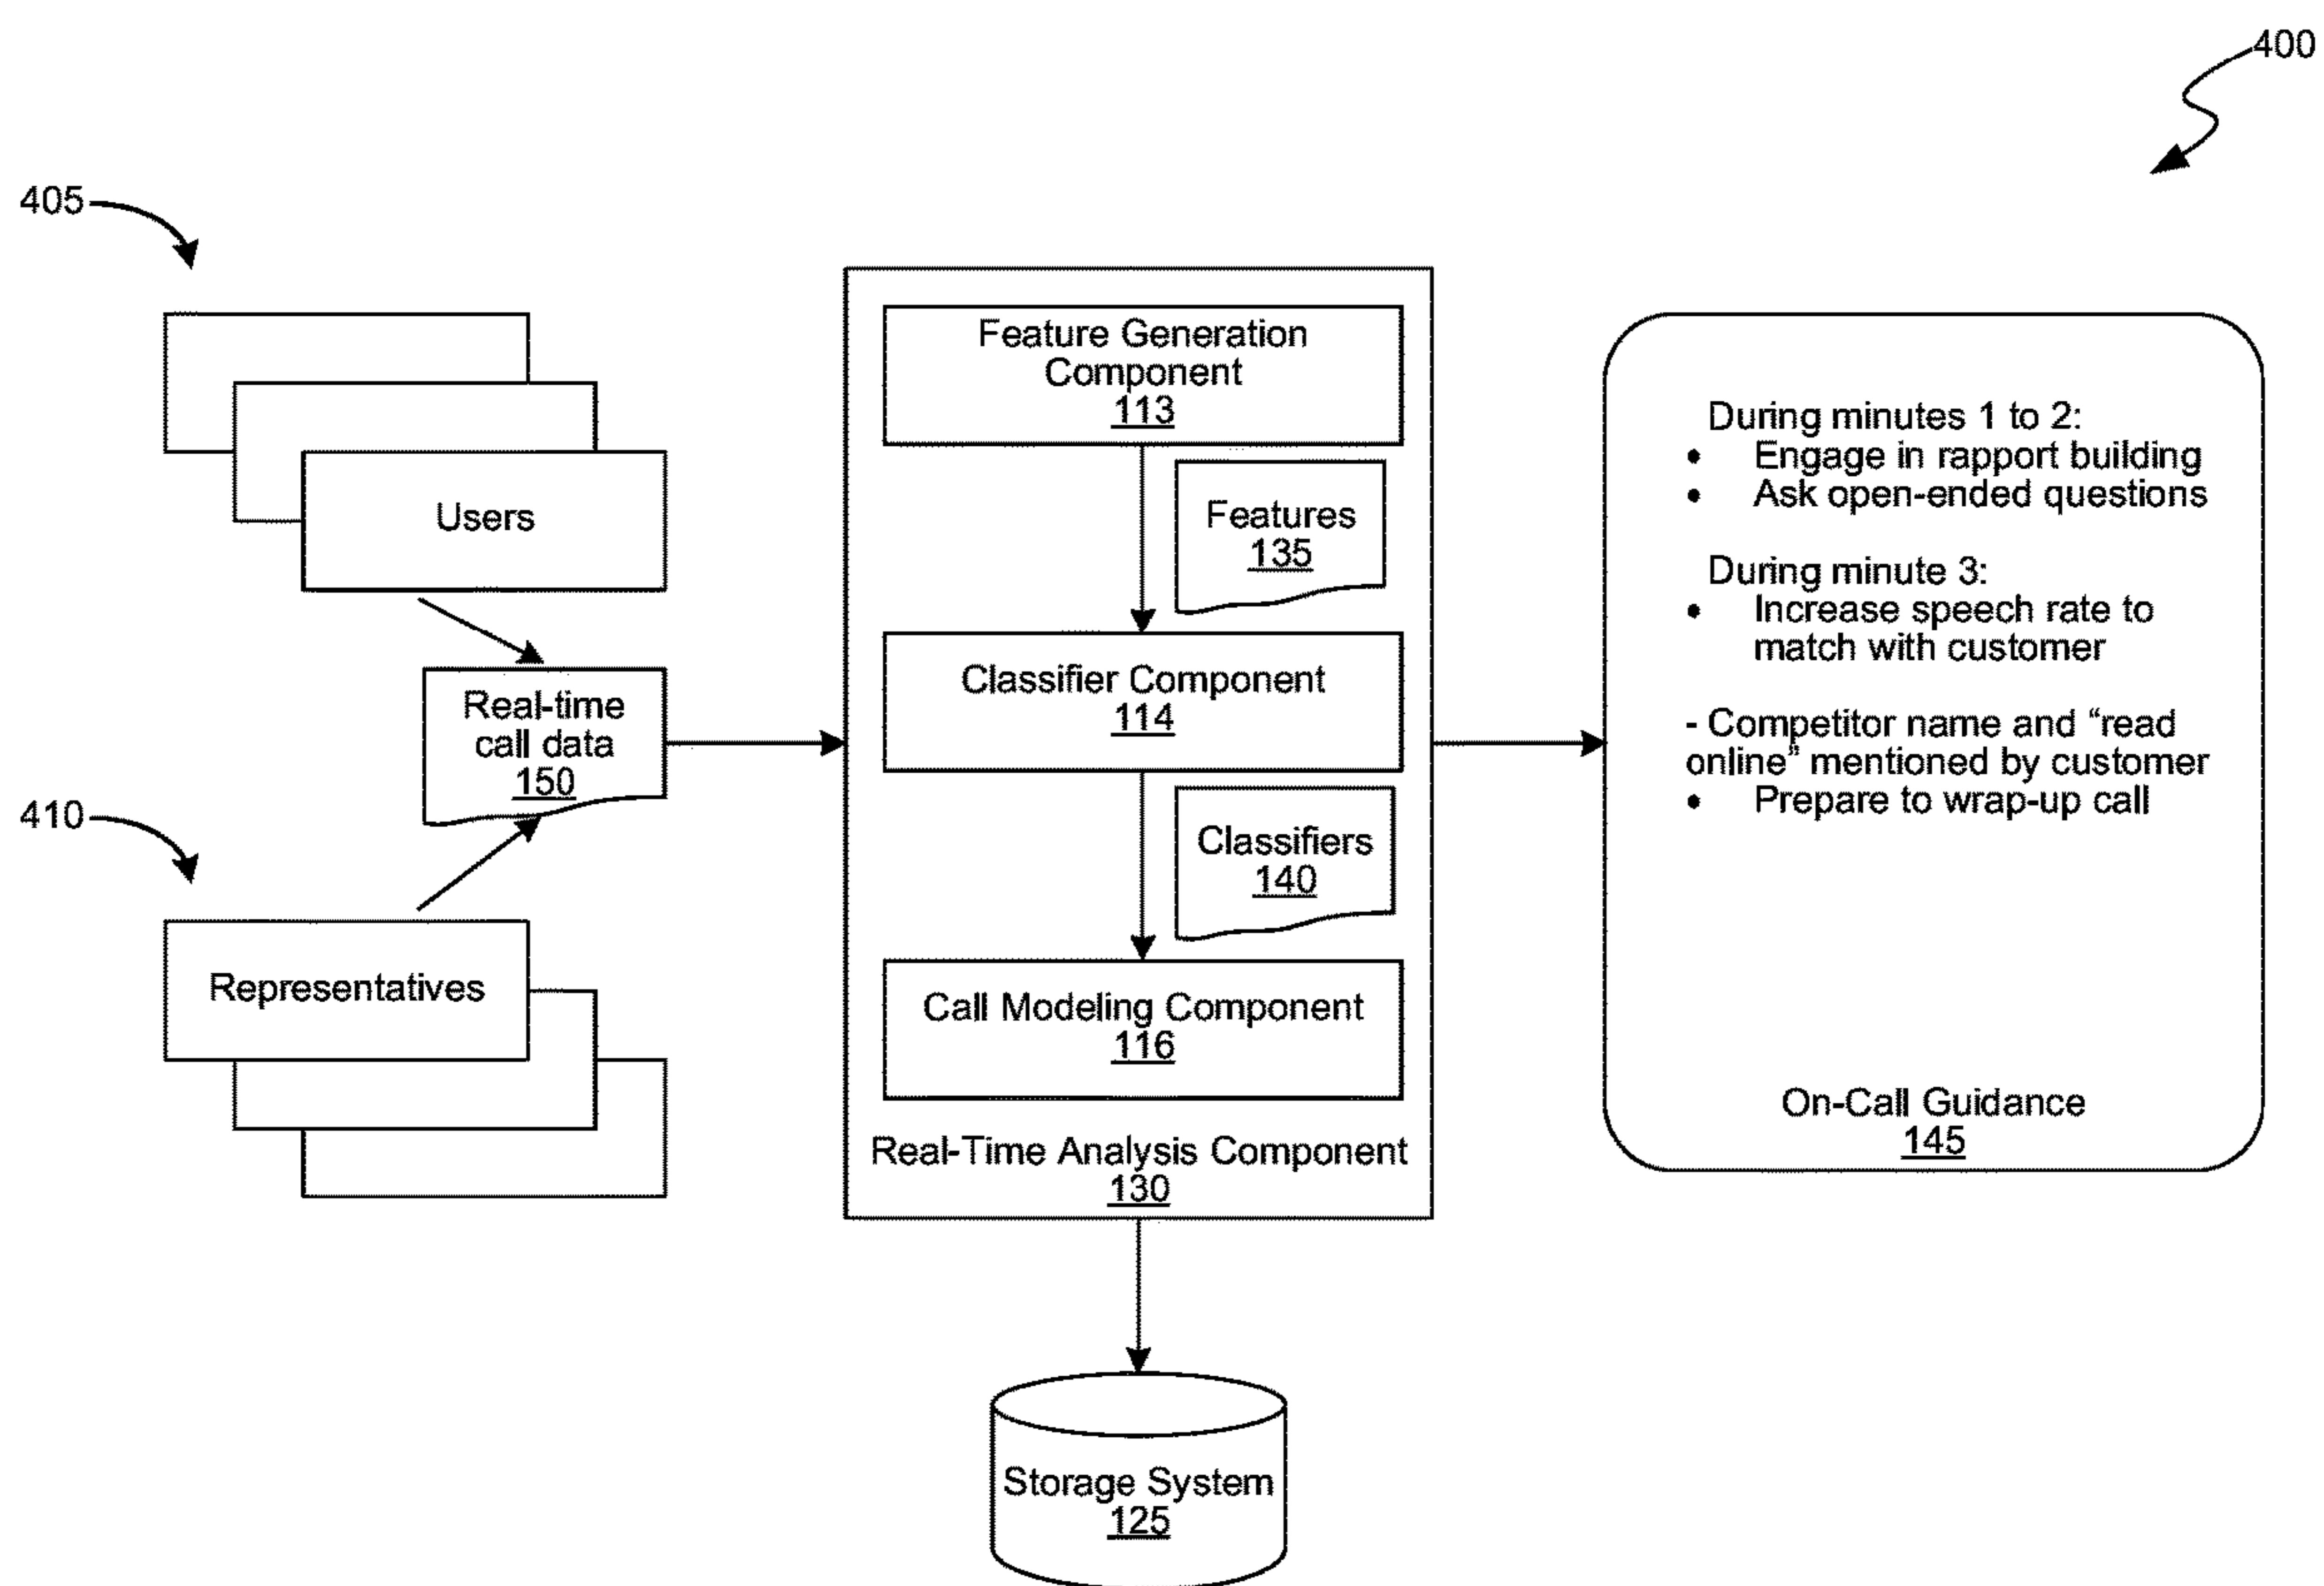 400
405
Users
Real-time
call data
150
410
Representatives
Feature Generation
Component
113
Features
135
Classifier Component
114
Classifiers
140
Call Modeling Component
116
Real-Time Analysis Component
130
Storage System
125
During minutes 1 to 2:
• Engage in rapport building
• Ask open-ended questions
During minute 3:
• Increase speech rate to
match with customer
- Competitor name and “read
online” mentioned by customer
• Prepare to wrap-up call
On-Call Guidance
145